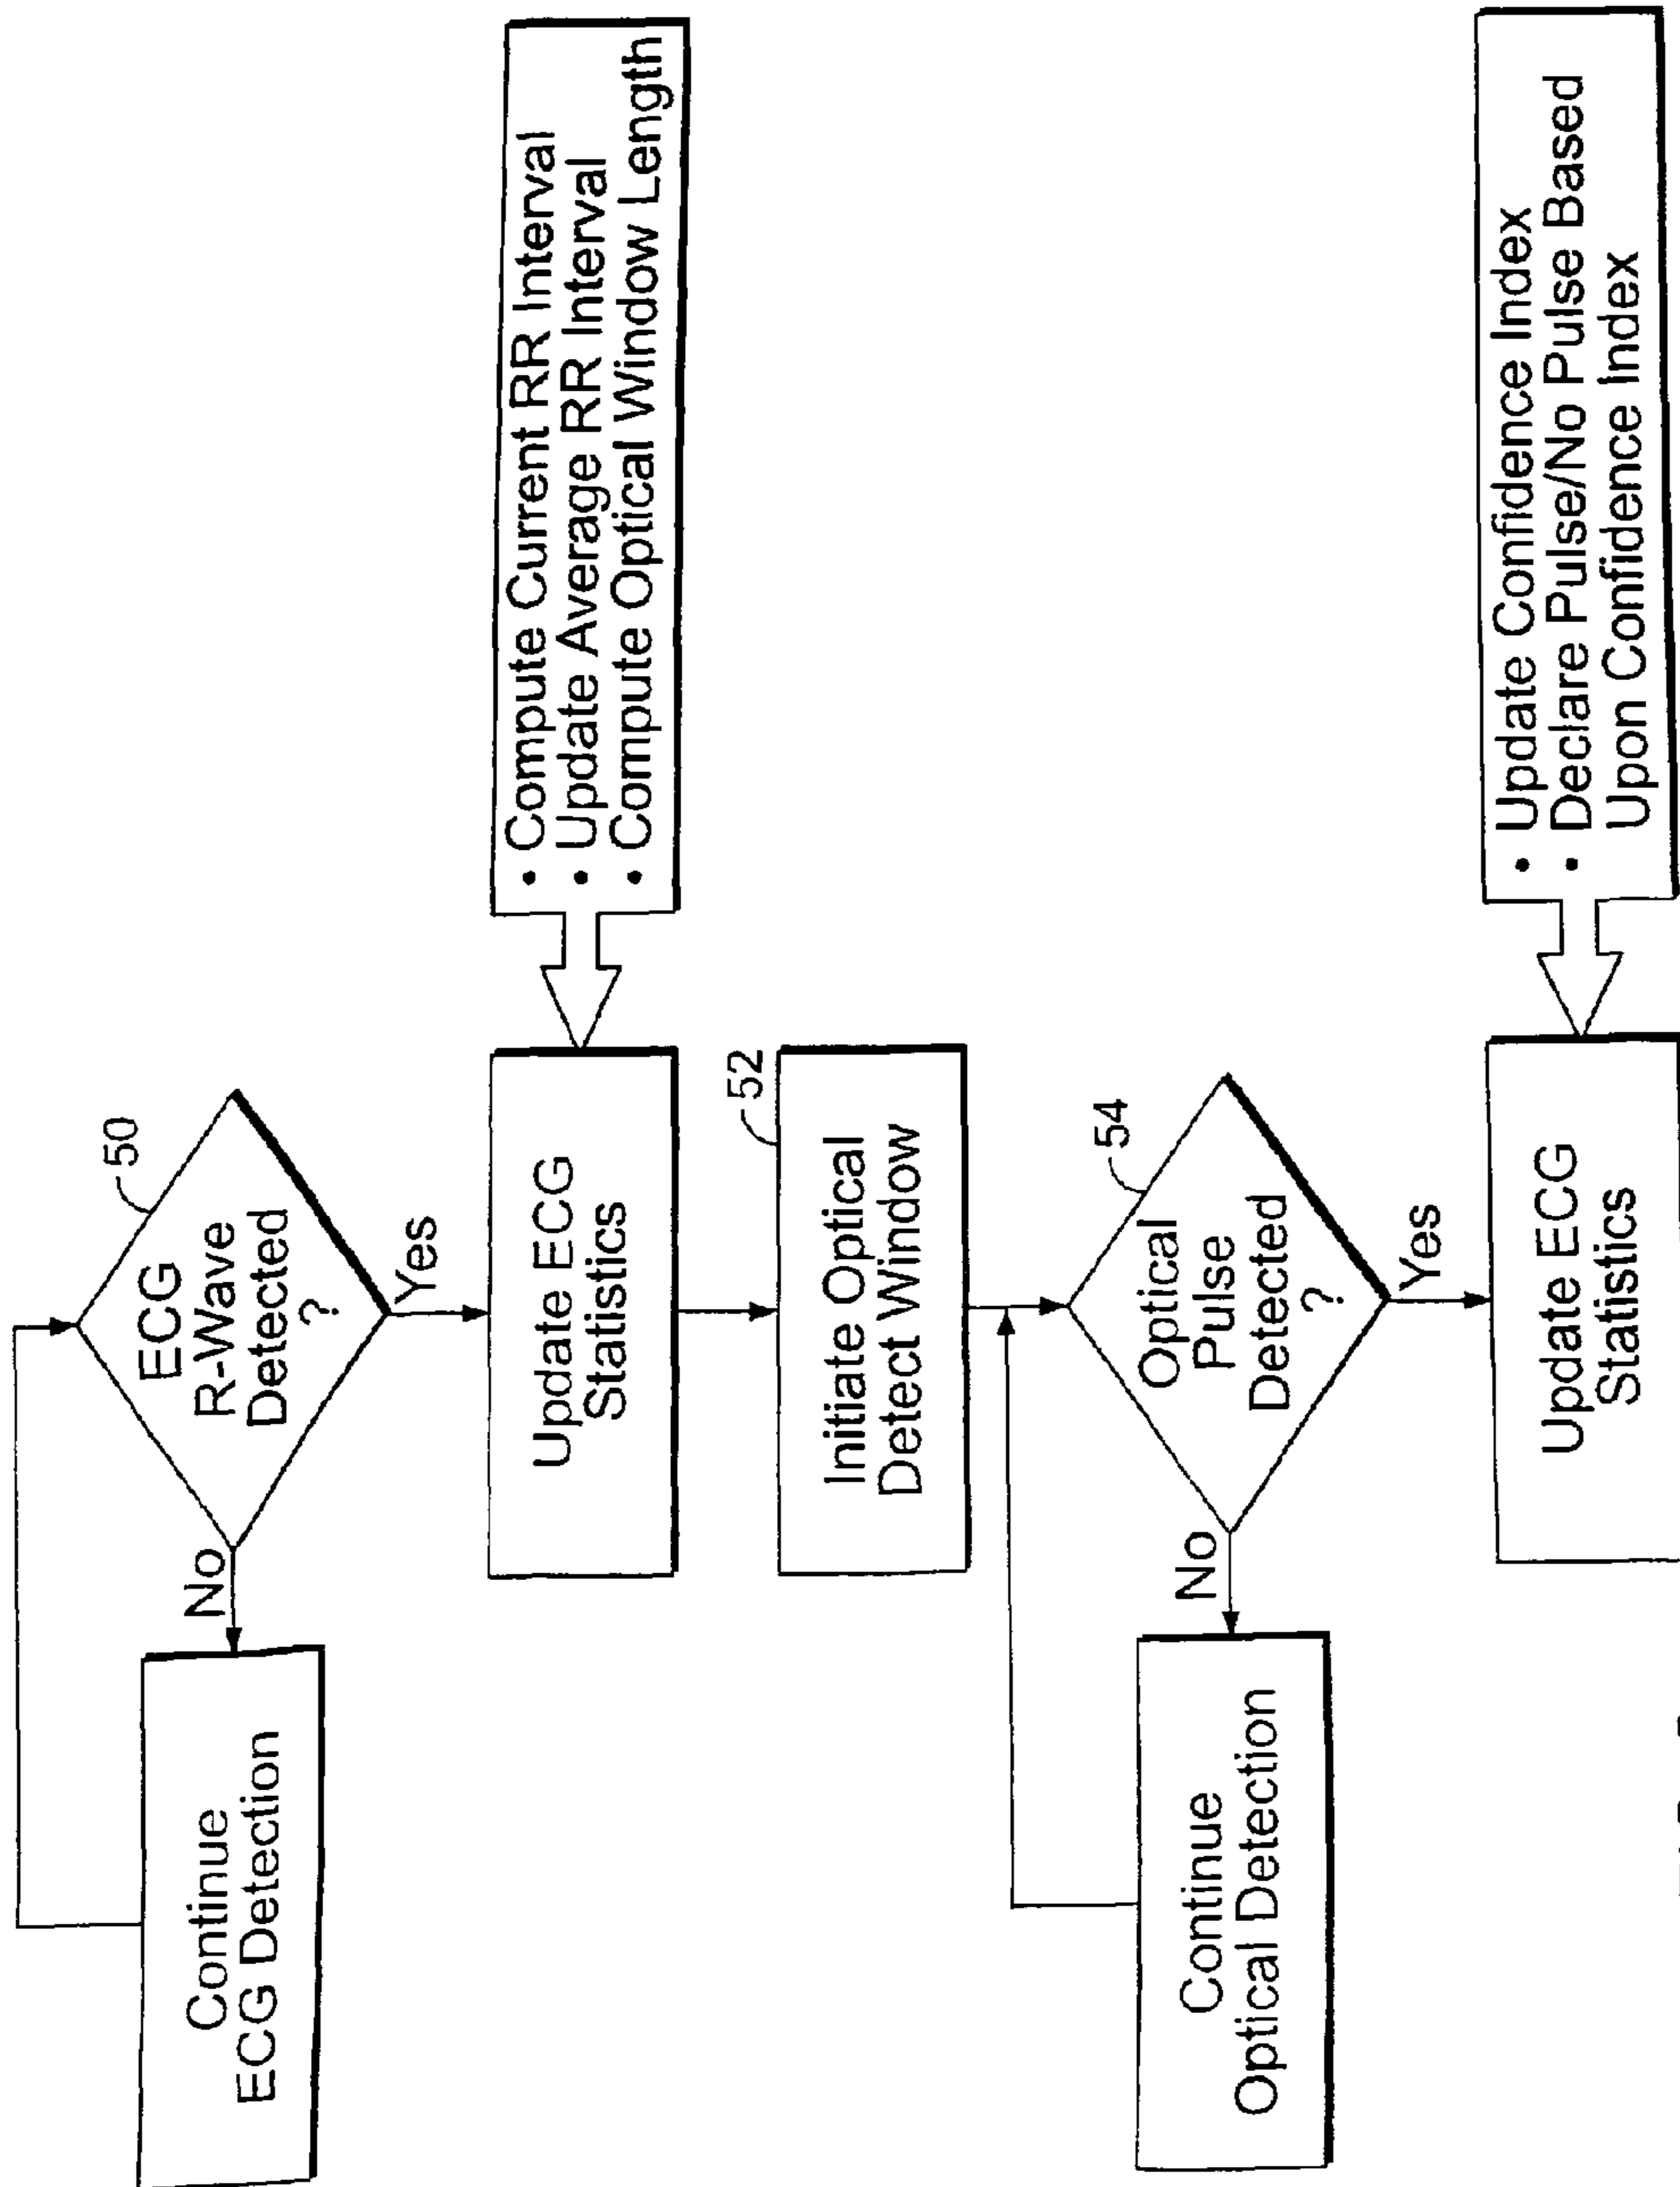 ECG
R-Wave
Detected
?
50
No
Continue
ECG Detection
Yes
Update ECG
Statistics
• Compute Current RR Interval
• Update Average RR Interval
• Compute Optical Window Length
52
Initiate Optical
Detect Window
54
Optical
Pulse
Detected
?
No
Continue
Optical Detection
Yes
Update ECG
Statistics
• Update Confidence Index
• Declare Pulse/No Pulse Based
Upon Confidence Index